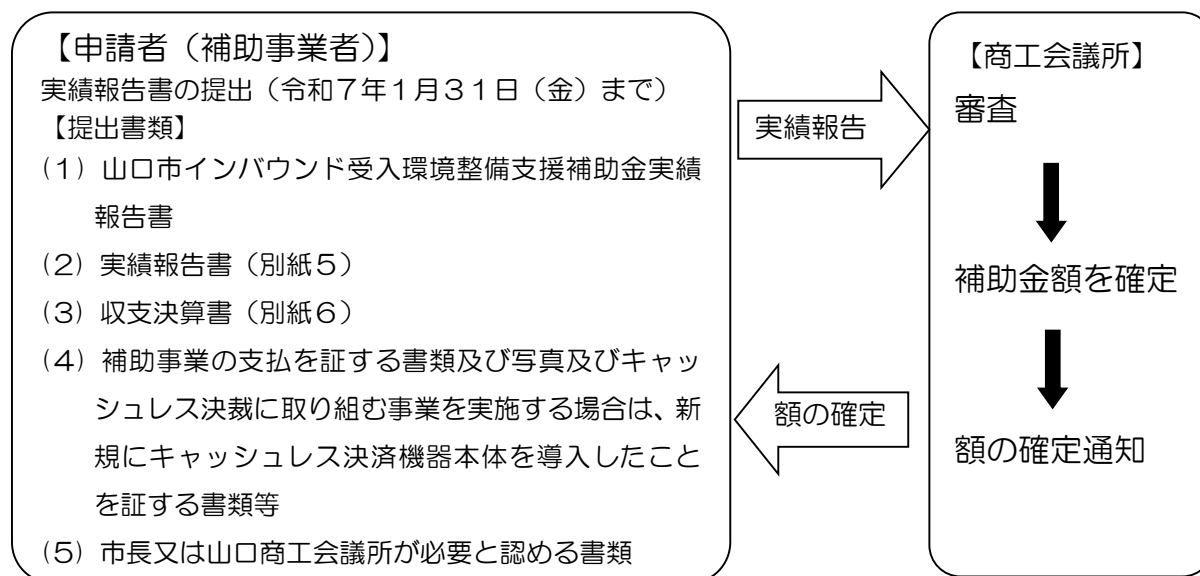 【申請者（補助事業者）】
実績報告書の提出（令和７年１月３１日（金）まで）
【提出書類】
（１）山口市インバウンド受入環境整備支援補助金実績
報告書
（２）実績報告書（別紙５）
（３）収支決算書（別紙６）
（４）補助事業の支払を証する書類及び写真及びキャッ
シュレス決裁に取り組む事業を実施する場合は、新
規にキャッシュレス決済機器本体を導入したこと
を証する書類等
（５）市長又は山口商工会議所が必要と認める書類
実績報告
額の確定
【商工会議所】
審査
補助金額を確定
額の確定通知